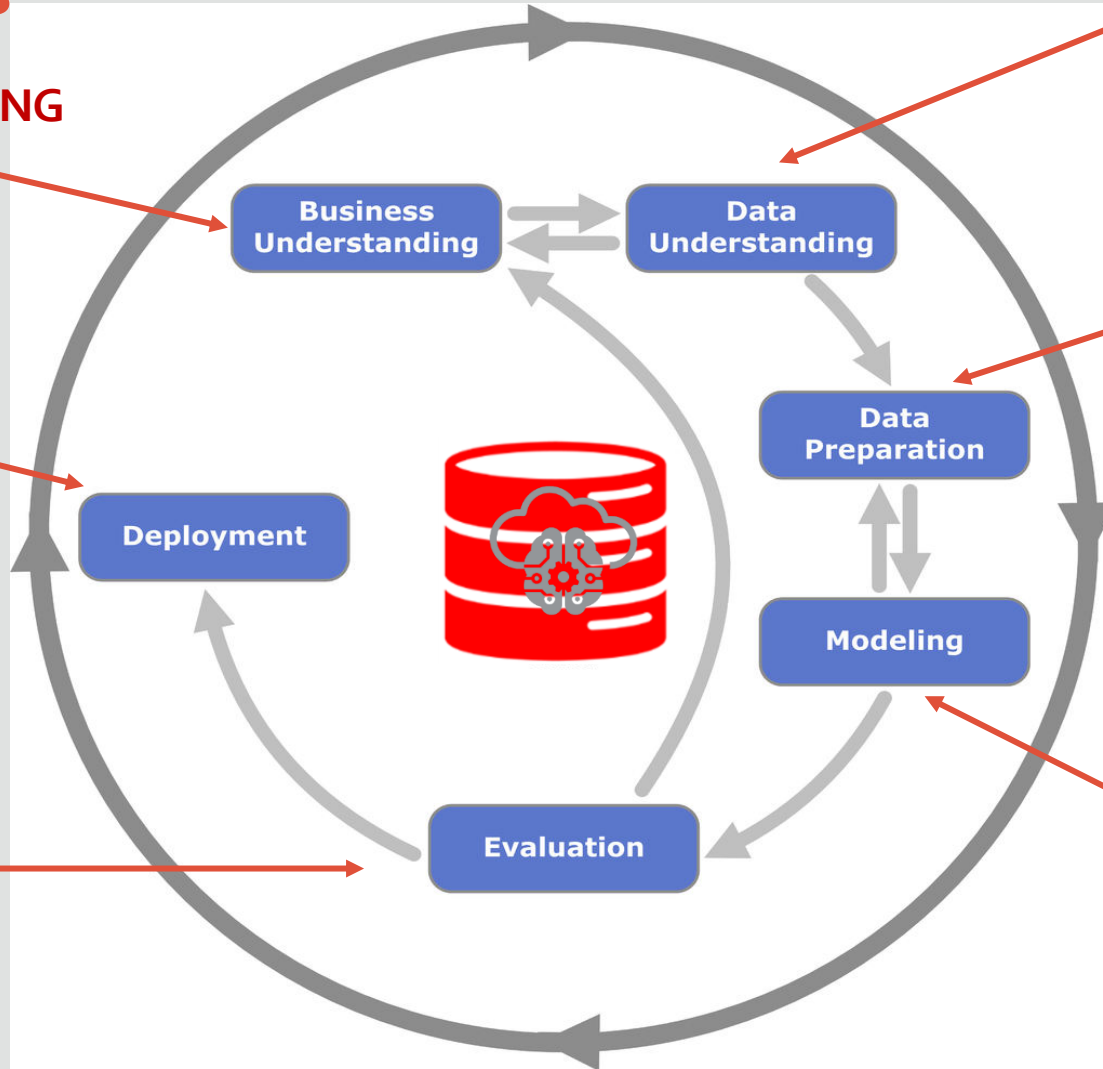 NG
Business
Understanding
Data
Understanding
Data
Preparation
Deployment
Modeling
Evaluation